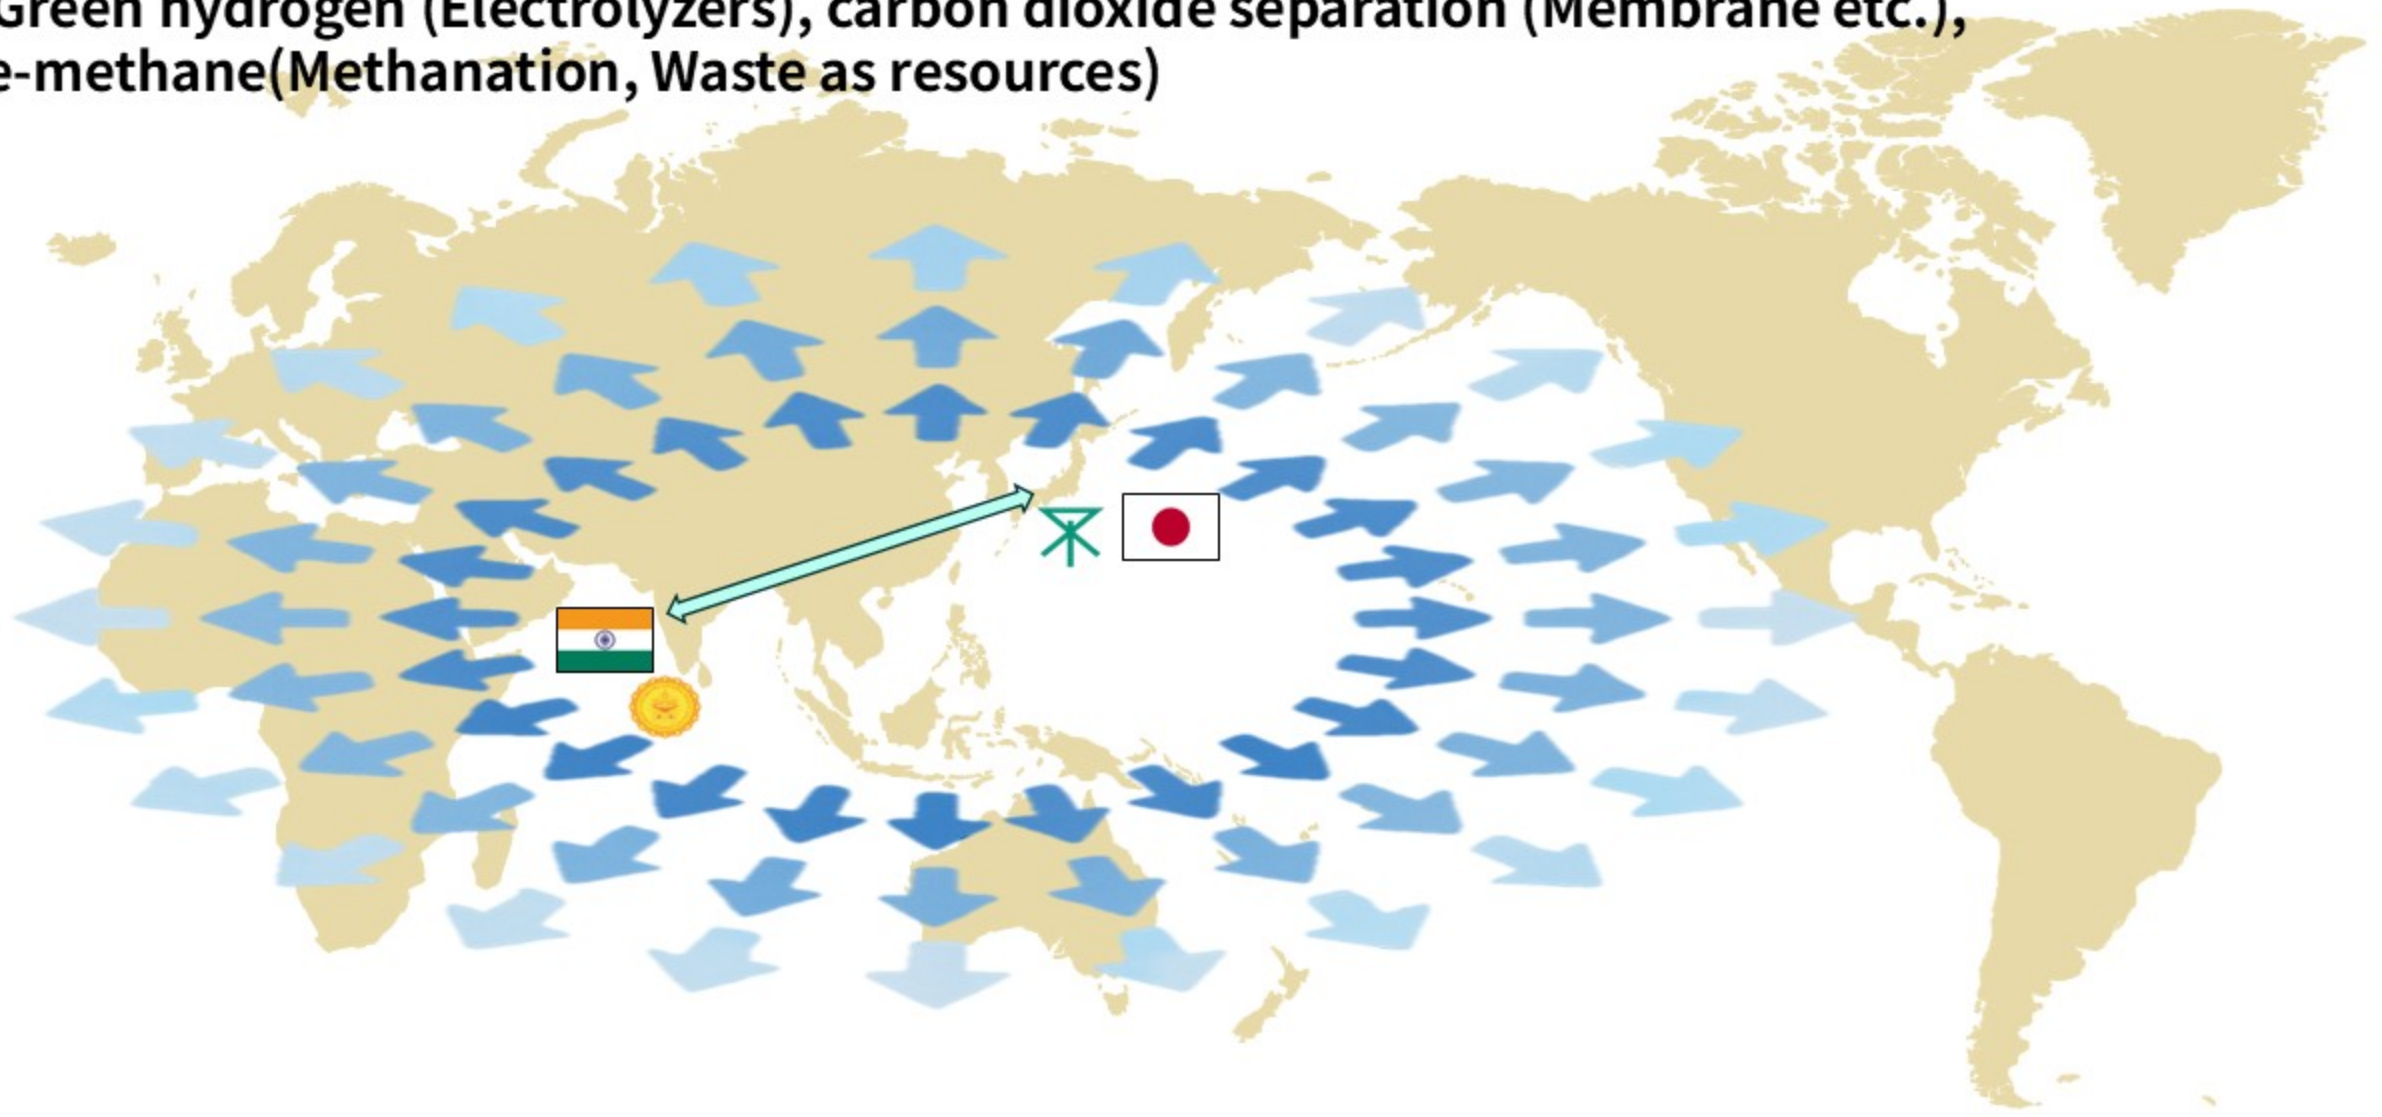 Green hydrogen (Electrolyzers), carbon dioxide separation (Membrane etc.),
e-methane(Methanation, Waste as resources)